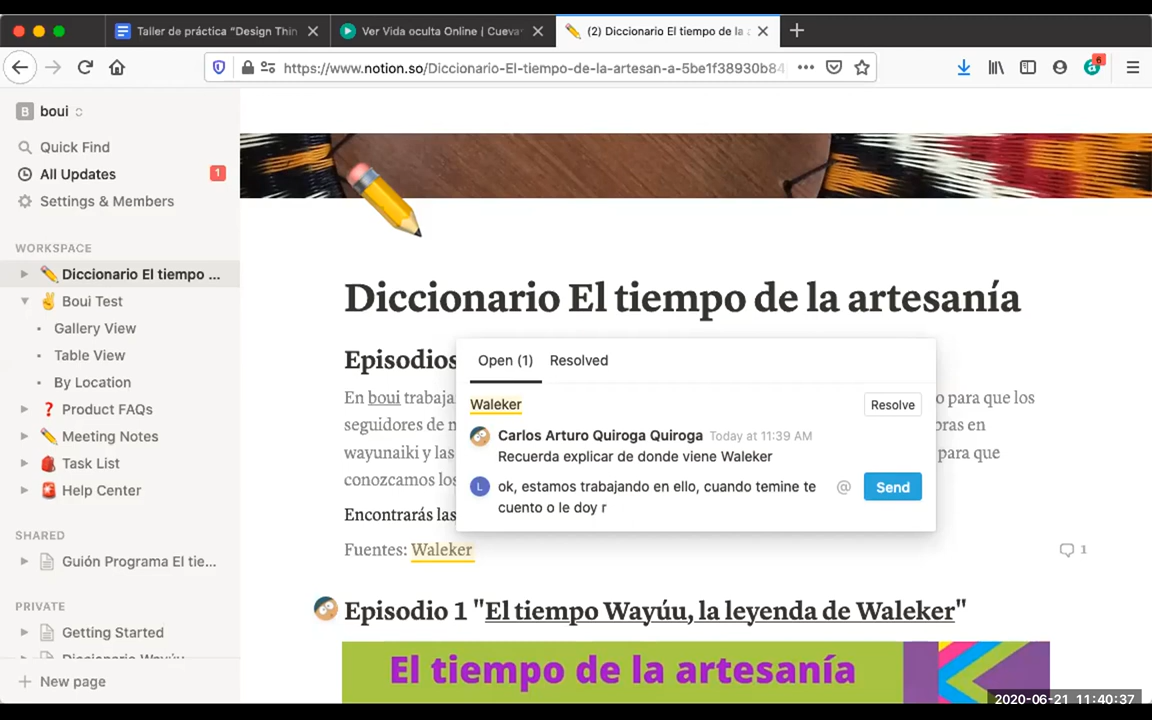 Taller de práctica "Design Thin
Ver Vida oculta Online | Cueva
(2) Diccionario El tiempo de la a
https://www.notion.so/Diccionario-El-tiempo-de-la-artesan-a-5be1f38930b84
6
B boui
Quick Find
All Updates 1
Settings & Members
WORKSPACE
Diccionario El tiempo ...
Boui Test
Gallery View
Table View
By Location
Product FAQs
Meeting Notes
Task List
Help Center
SHARED
Guión Programa El tie...
PRIVATE
Getting Started
Diccionario Wayúu
New page
Diccionario El tiempo de la artesanía
Episodios
En boui trabaja
o para que los
seguidores de
bras en
wayunaiki y las
para que
conozcamos los
Encontrarás las
Fuentes: Waleker
1
Open (1) Resolved
Waleker Resolve
Carlos Arturo Quiroga Quiroga Today at 11:39 AM
Recuerda explicar de donde viene Waleker
L ok, estamos trabajando en ello, cuando temine te @ Send
cuento o le doy r
Episodio 1 "El tiempo Wayúu, la leyenda de Waleker"
El tiempo de la artesanía
2020-06-21 11:40:37